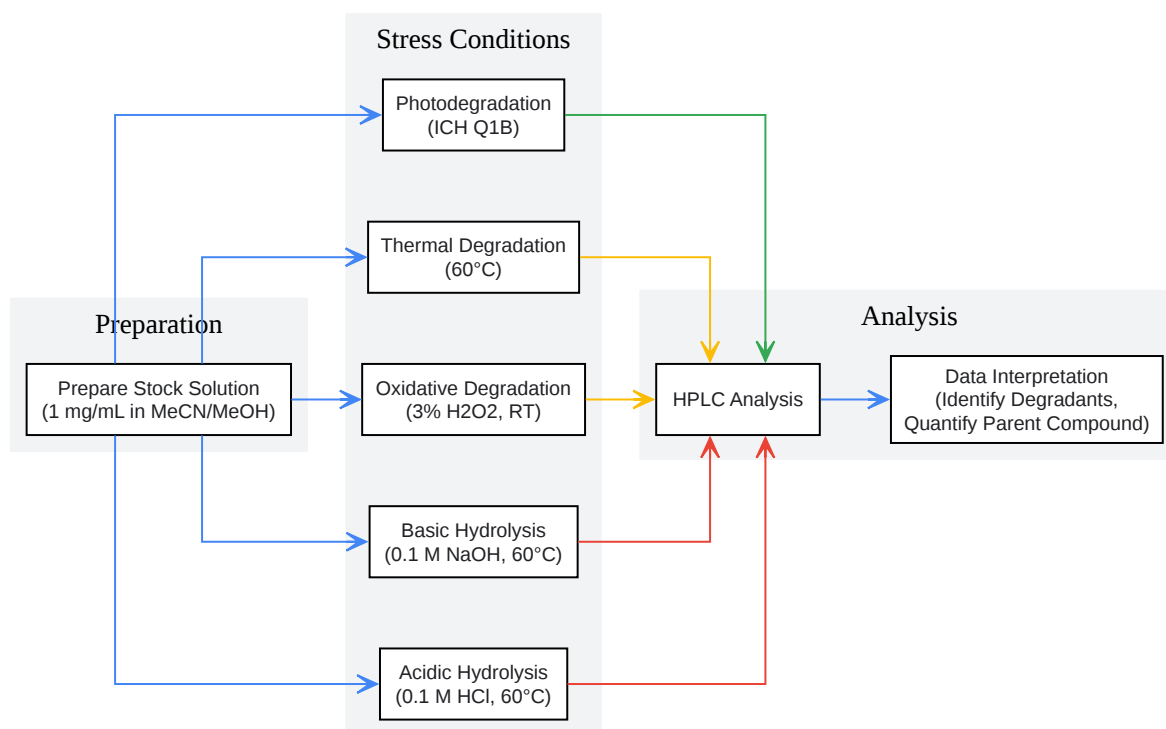 Stress Conditions
Photodegradation
(ICH Q1B)
Thermal Degradation
(60°C)
Preparation
Prepare Stock Solution
(1 mg/mL in MeCN/MeOH)
Oxidative Degradation
(3% H2O2, RT)
Basic Hydrolysis
(0.1 M NaOH, 60°C)
Acidic Hydrolysis
(0.1 M HCl, 60°C)
Analysis
HPLC Analysis
Data Interpretation
(Identify Degradants,
Quantify Parent Compound)